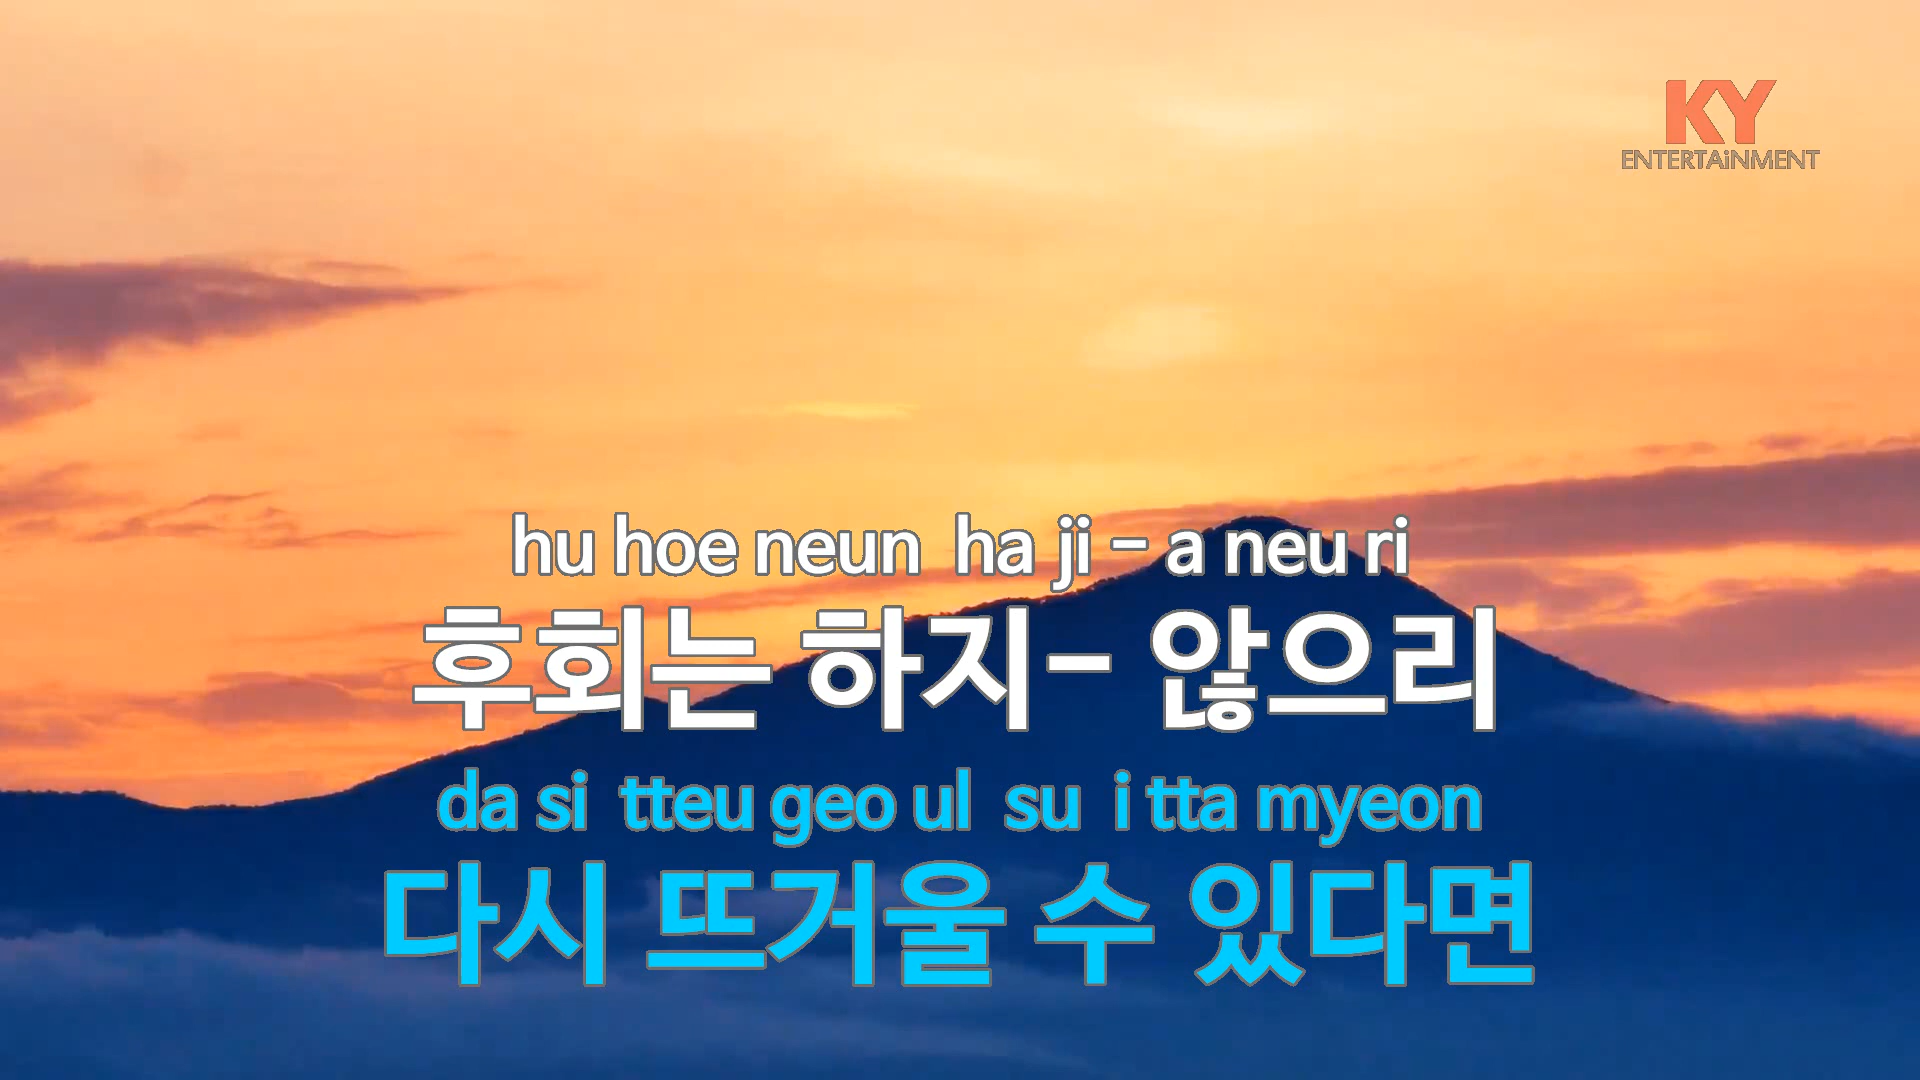 KY
ENTERTAiNMENT
hu hoe neun ha ji - a neu ri
후회는 하지- 않으리
da si tteu geo ul su i tta myeon
다시 뜨거울 수 있다면